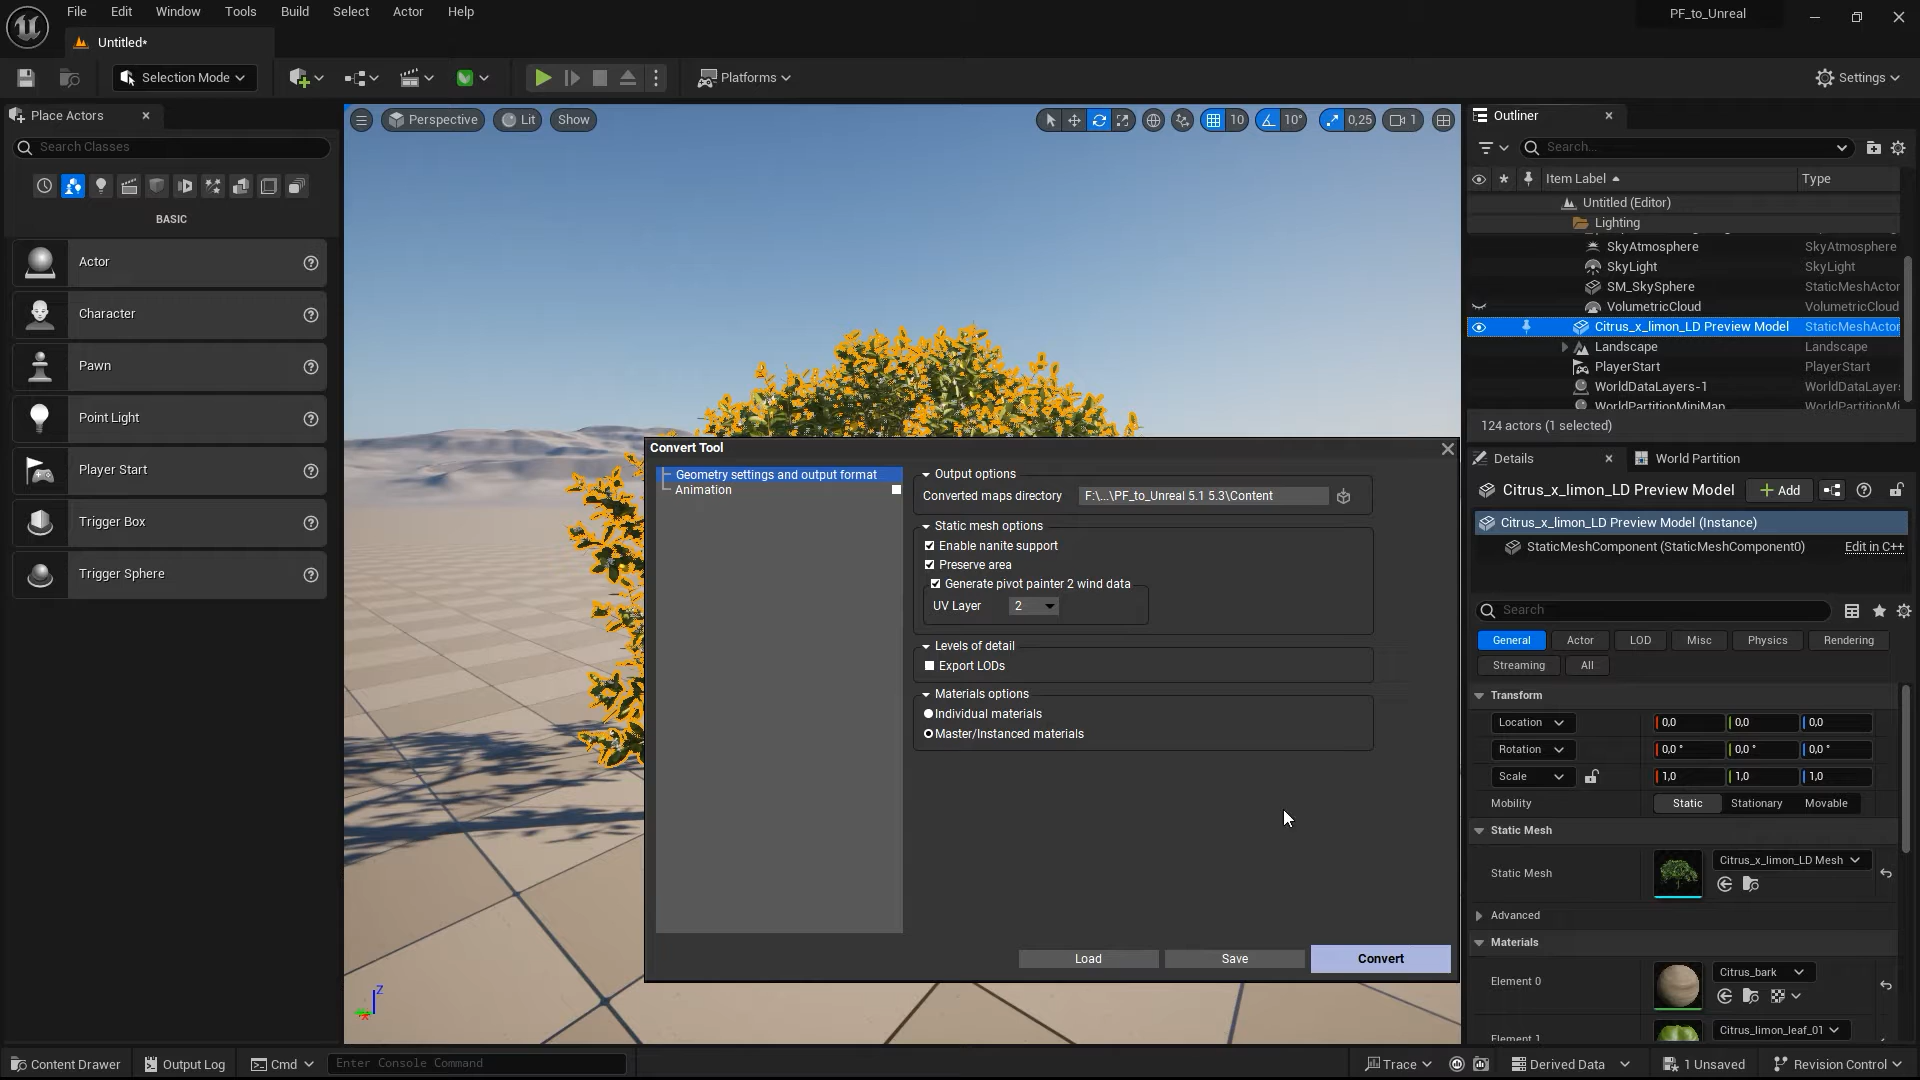 File Edit Window Tools Build Select Actor Help
PF_to_Unreal
Untitled*
Selection Mode
Platforms
Settings
Place Actors
Search Classes
BASIC
Actor
Character
Pawn
Point Light
Player Start
Trigger Box
Trigger Sphere
Perspective Lit Show
10 10° 0,25 1
Outliner
Search...
Item Label Type
Untitled (Editor)
Lighting
SkyAtmosphere SkyAtmosphere
SkyLight SkyLight
SM_SkySphere StaticMeshActor
VolumetricCloud VolumetricCloud
Citrus_x_limon_LD Preview Model StaticMeshActor
Landscape Landscape
PlayerStart PlayerStart
WorldDataLayers-1 WorldDataLayer
WorldPartitionMiniMap WorldPartitionMi
124 actors (1 selected)
Details World Partition
Citrus_x_limon_LD Preview Model Add
Citrus_x_limon_LD Preview Model (Instance)
StaticMeshComponent (StaticMeshComponent0) Edit in C++
Search
General Actor LOD Misc Physics Rendering
Streaming All
Transform
Location 0,0 0,0 0,0
Rotation 0,0 ° 0,0 ° 0,0 °
Scale 1,0 1,0 1,0
Mobility Static Stationary Movable
Static Mesh
Static Mesh Citrus_x_limon_LD Mesh
Advanced
Materials
Element 0 Citrus_bark
Element 1 Citrus_limon_leaf_01
Convert Tool
Geometry settings and output format
Animation
Output options
Converted maps directory F:\...\PF_to_Unreal 5.1 5.3\Content
Static mesh options
Enable nanite support
Preserve area
Generate pivot painter 2 wind data
UV Layer 2
Levels of detail
Export LODs
Materials options
Individual materials
Master/Instanced materials
Load Save Convert
Z
Content Drawer Output Log Cmd Enter Console Command
Trace Derived Data 1 Unsaved Revision Control